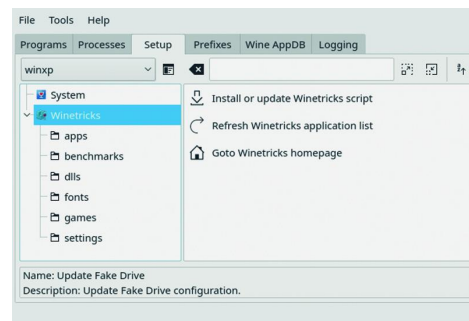 File Tools Help
Programs Processes Setup Prefixes Wine AppDB Logging
winxp
System
Winetricks
apps
benchmarks
dlls
fonts
games
settings
Install or update Winetricks script
Refresh Winetricks application list
Goto Winetricks homepage
Name: Update Fake Drive
Description: Update Fake Drive configuration.